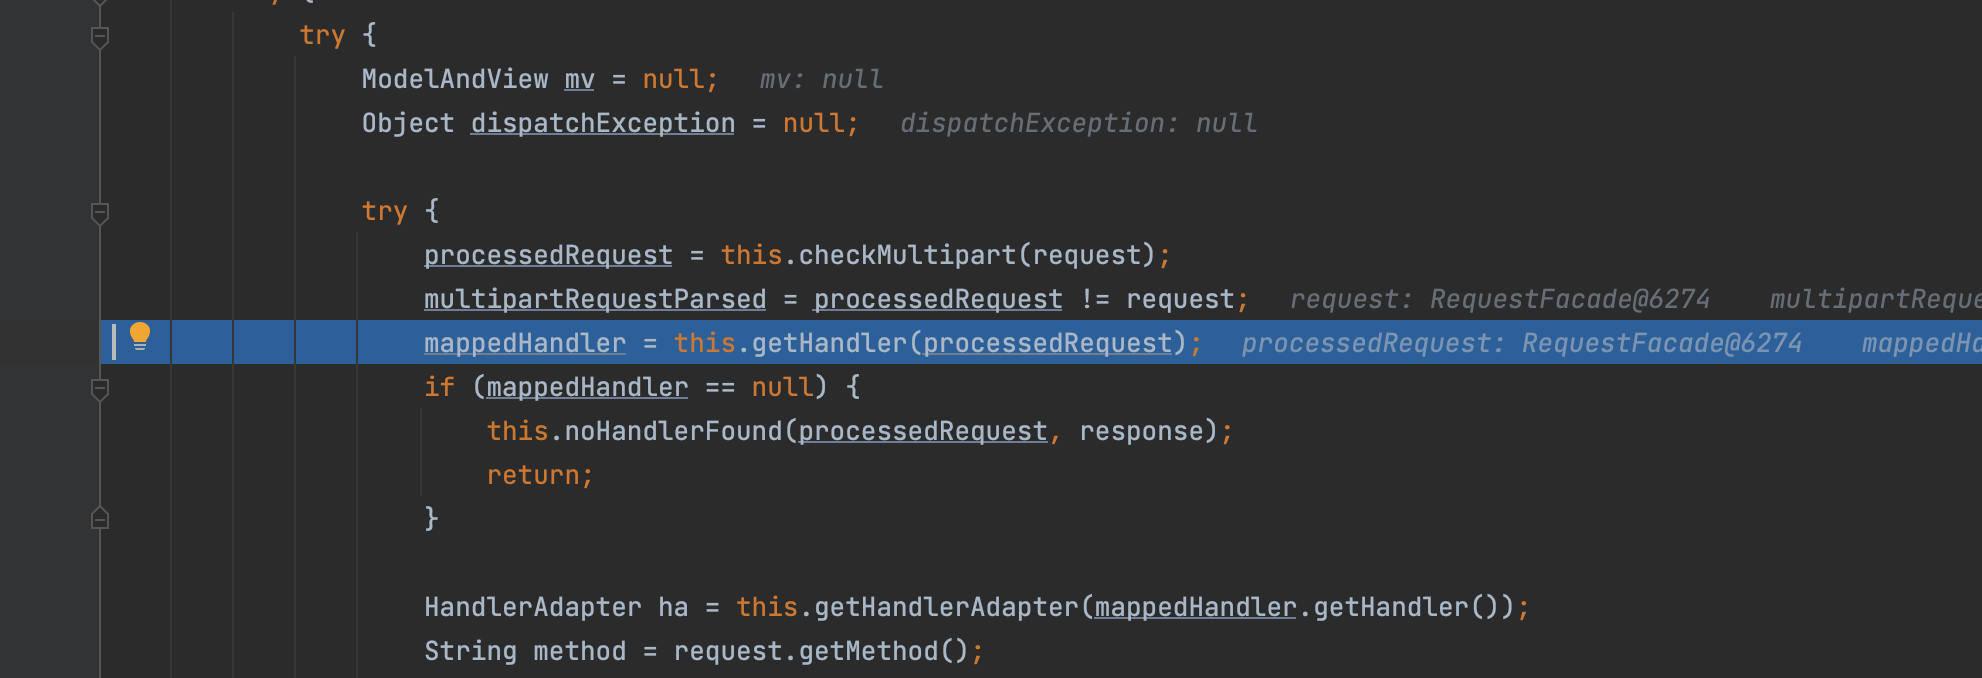 try {
ModelAndView mv = null; mv: null
Object dispatchException = null; dispatchException: null
try {
processedRequest = this.checkMultipart(request);
multipartRequestParsed = processedRequest != request; request: RequestFacade@6274 multipartReque
mappedHandler = this.getHandler(processedRequest); processedRequest: RequestFacade@6274 mappedHa
if (mappedHandler == null) {
this.noHandlerFound(processedRequest, response);
return;
}
HandlerAdapter ha = this.getHandlerAdapter(mappedHandler.getHandler());
String method = request.getMethod();